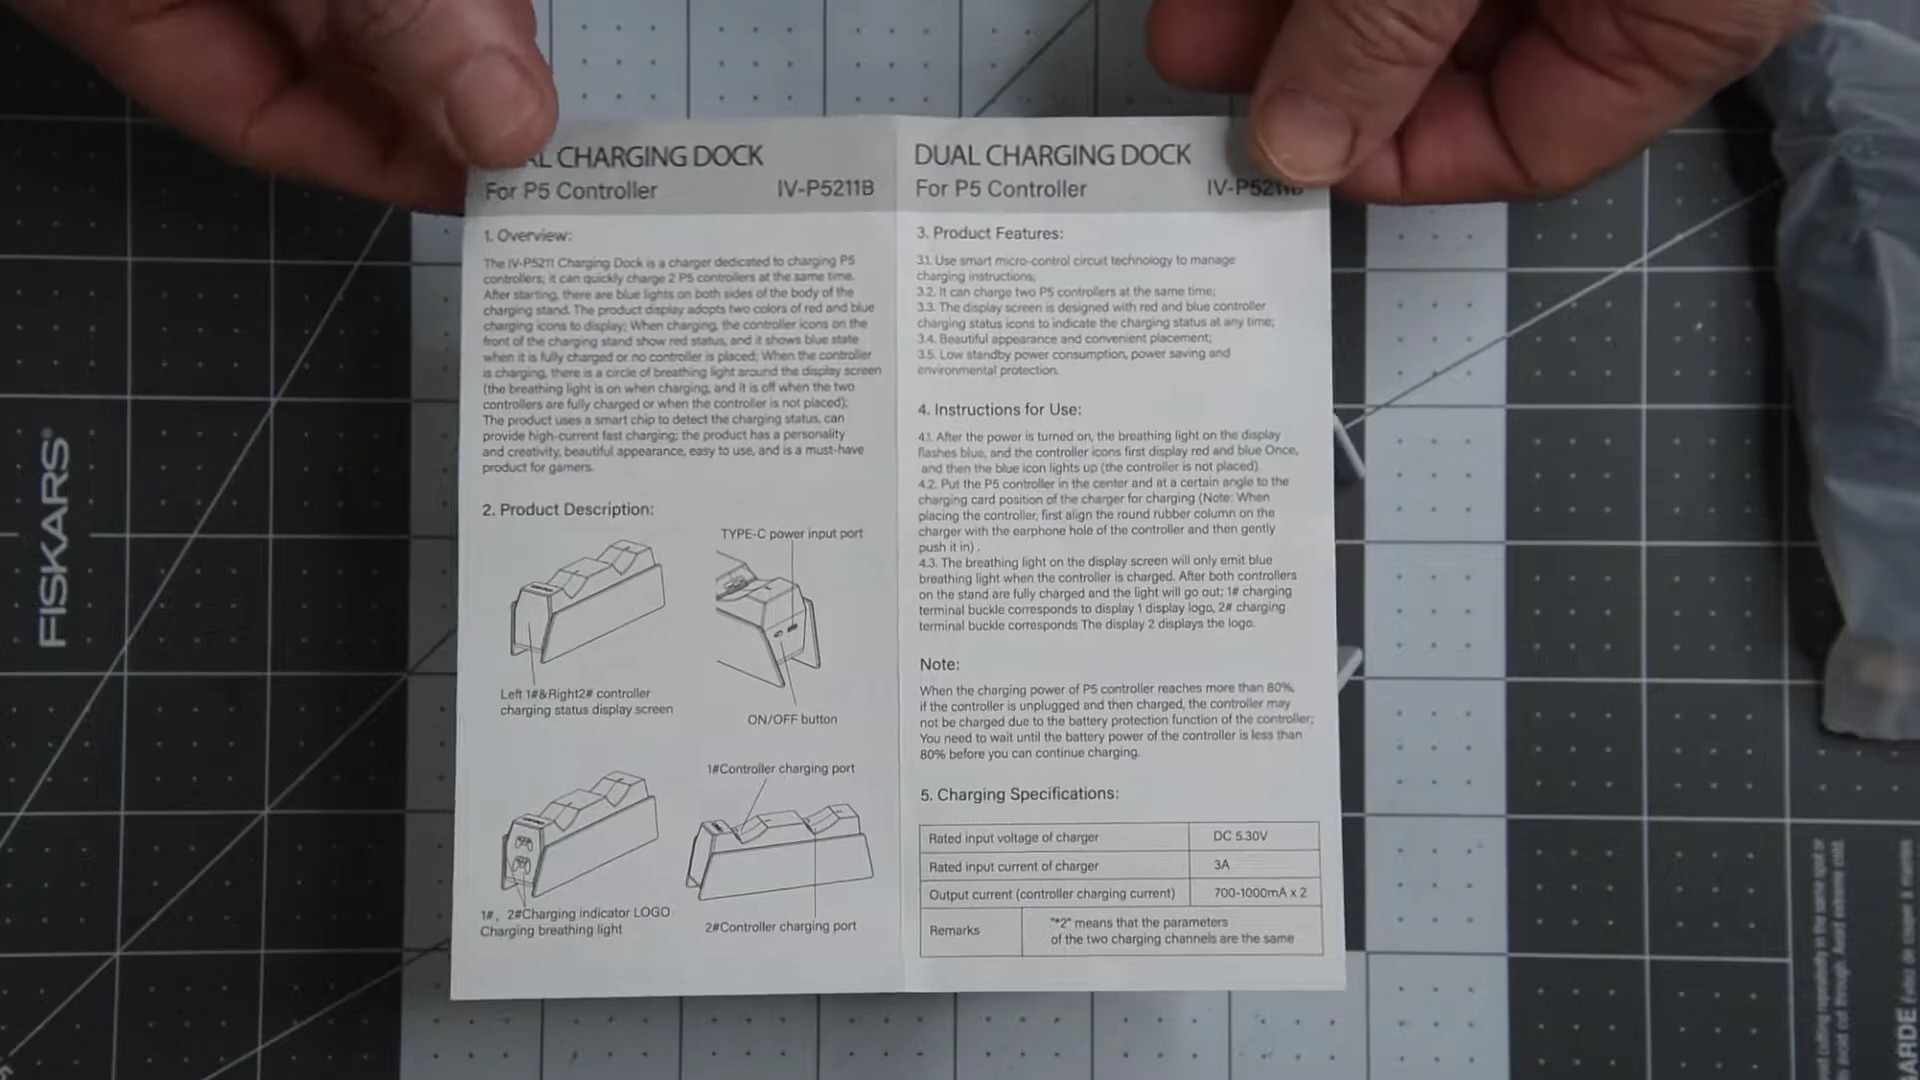 CHARGING DOCK
For P5 Controller IV-P5211B
1. Overview:
The IV-P5211 Charging Dock is a charger dedicated to charging P5
controllers; it can quickly charge 2 P5 controllers at the same time.
After starting, there are blue lights on both sides of the body of the
charging stand. The product display adopts two colors of red and blue
charging icons to display; When charging, the controller icons on the
front of the charging stand show red status, and it shows blue state
when it is fully charged or no controller is placed; When the controller
is charging, there is a circle of breathing light around the display screen
(the breathing light is on when charging, and it is off when the two
controllers are fully charged or when the controller is not placed);
The product uses a smart chip to detect the charging status, can
provide high-current fast charging; the product has a personality
and creativity, beautiful appearance, easy to use, and is a must-have
product for gamers.
2. Product Description:
TYPE-C power input port
Left 1#&Right2# controller
charging status display screen
ON/OFF button
1#Controller charging port
1#, 2#Charging indicator LOGO
Charging breathing light
2#Controller charging port
DUAL CHARGING DOCK
For P5 Controller IV-P5211B
3. Product Features:
3.1. Use smart micro-control circuit technology to manage
charging instructions;
3.2. It can charge two P5 controllers at the same time;
3.3. The display screen is designed with red and blue controller
charging status icons to indicate the charging status at any time;
3.4. Beautiful appearance and convenient placement;
3.5. Low standby power consumption, power saving and
environmental protection.
4. Instructions for Use:
4.1. After the power is turned on, the breathing light on the display
flashes blue, and the controller icons first display red and blue Once,
and then the blue icon lights up (the controller is not placed).
4.2. Put the P5 controller in the center and at a certain angle to the
charging card position of the charger for charging (Note: When
placing the controller, first align the round rubber column on the
charger with the earphone hole of the controller and then gently
push it in) .
4.3. The breathing light on the display screen will only emit blue
breathing light when the controller is charged. After both controllers
on the stand are fully charged and the light will go out; 1# charging
terminal buckle corresponds to display 1 display logo, 2# charging
terminal buckle corresponds The display 2 displays the logo.
Note:
When the charging power of P5 controller reaches more than 80%,
if the controller is unplugged and then charged, the controller may
not be charged due to the battery protection function of the controller;
You need to wait until the battery power of the controller is less than
80% before you can continue charging.
5. Charging Specifications:
Rated input voltage of charger DC 5.30V
Rated input current of charger 3A
Output current (controller charging current) 700-1000mA x 2
Remarks "*2" means that the parameters
of the two charging channels are the same
FISKARS®